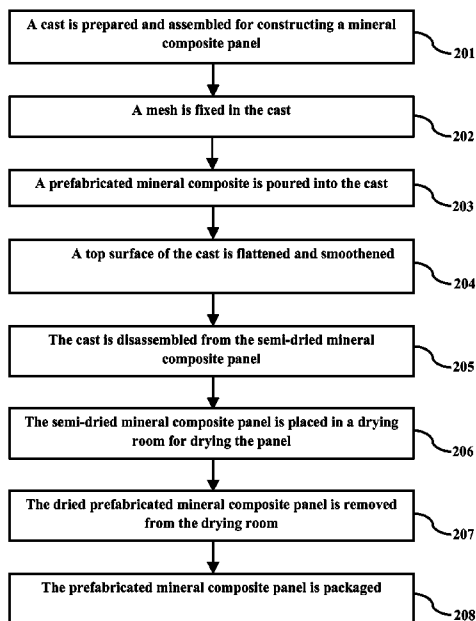 A cast is prepared and assembled for constructing a mineral
composite panel
201
A mesh is fixed in the cast
202
A prefabricated mineral composite is poured into the cast
203
A top surface of the cast is flattened and smoothened
204
The cast is disassembled from the semi-dried mineral
composite panel
205
The semi-dried mineral composite panel is placed in a drying
room for drying the panel
206
The dried prefabricated mineral composite panel is removed
from the drying room
207
The prefabricated mineral composite panel is packaged
208